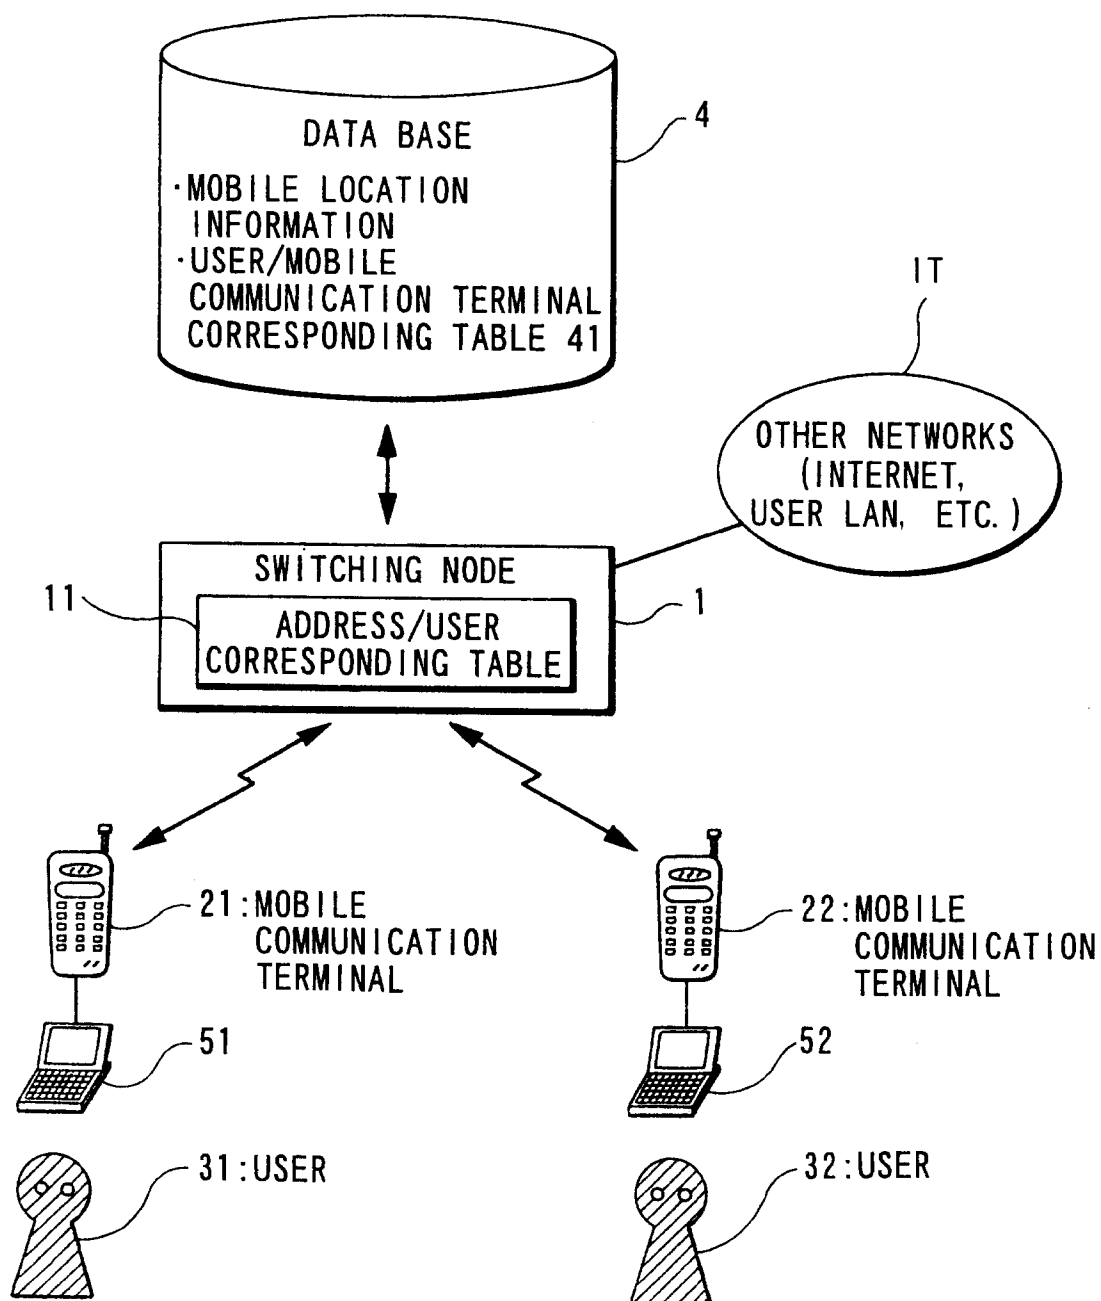 DATA BASE
·MOBILE LOCATION
INFORMATION
·USER/MOBILE
COMMUNICATION TERMINAL
CORRESPONDING TABLE 41
4
IT
OTHER NETWORKS
(INTERNET,
USER LAN, ETC.)
SWITCHING NODE
11
1
ADDRESS/USER
CORRESPONDING TABLE
21:MOBILE
COMMUNICATION
TERMINAL
22:MOBILE
COMMUNICATION
TERMINAL
51
52
31:USER
32:USER